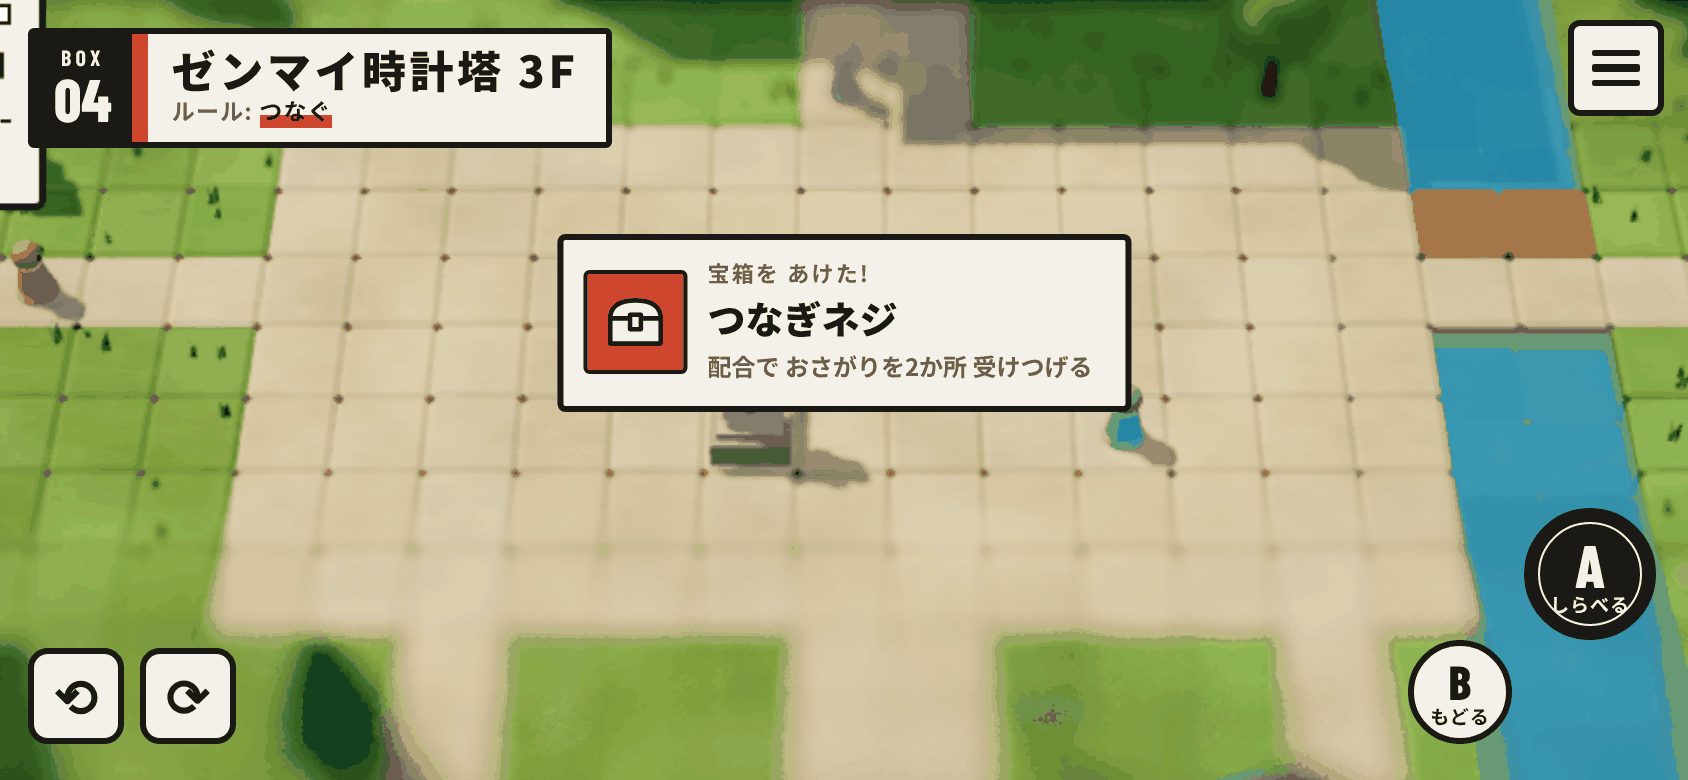 BOX
04
ゼンマイ時計塔 3F
ルール: つなぐ
宝箱を あけた!
つなぎネジ
配合で おさがりを2か所 受けつげる
A
しらべる
B
もどる